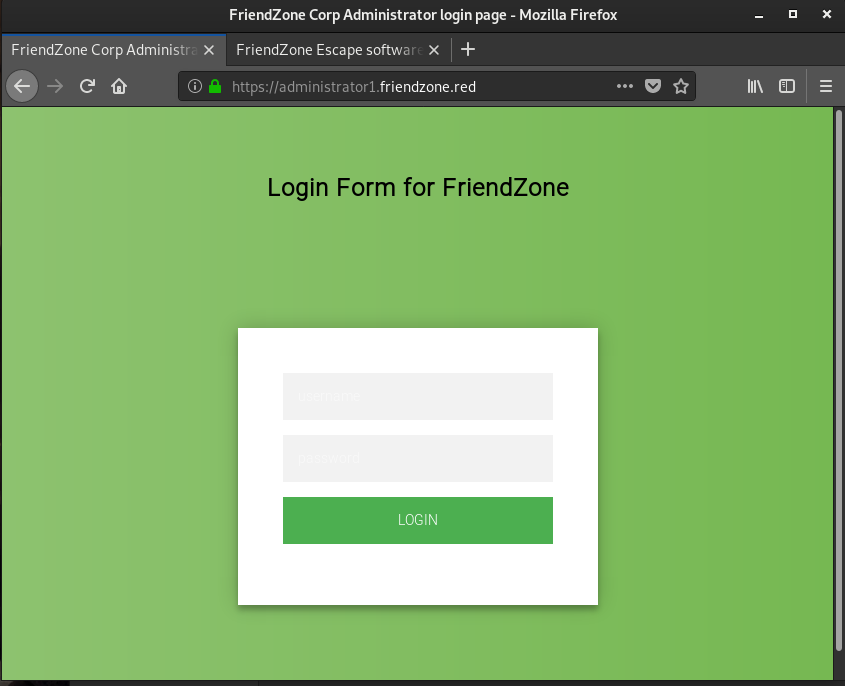 FriendZone Corp Administrator login page - Mozilla Firefox
FriendZone Corp Administra
FriendZone Escape software
https://administrator1.friendzone.red
Login Form for FriendZone
username
password
LOGIN